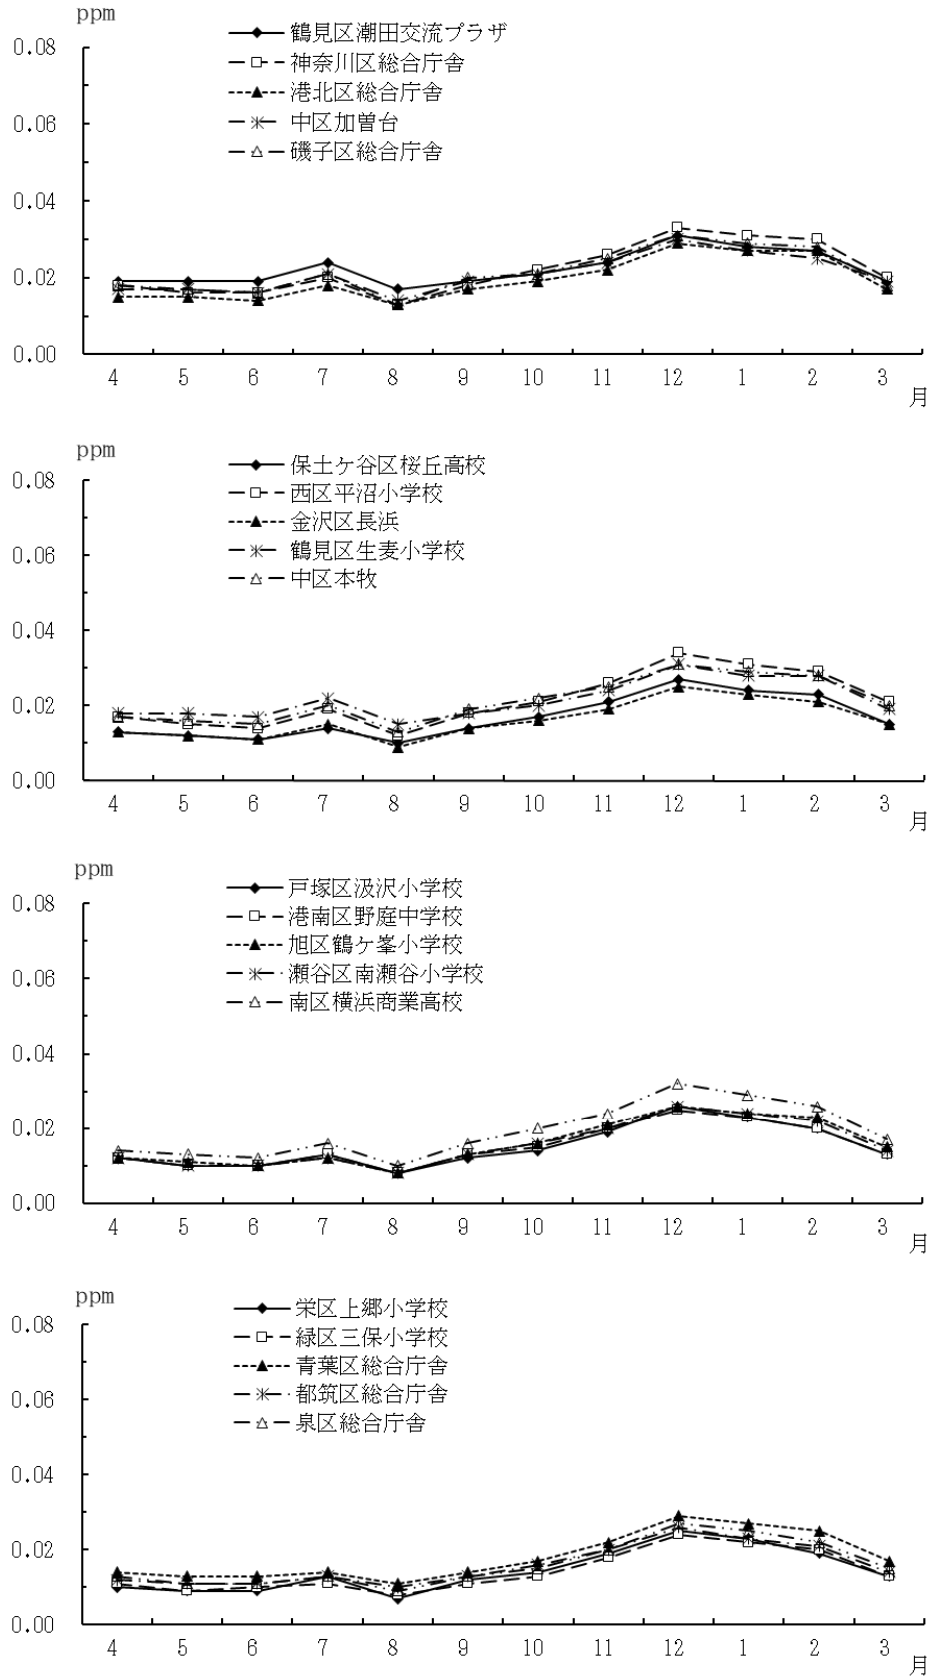 ppm
鶴見区潮田交流プラザ
神奈川区総合庁舎
港北区総合庁舎
中区加曽台
磯子区総合庁舎
0.08
0.06
0.04
0.02
0.00
4 5 6 7 8 9 10 11 12 1 2 3
月
ppm
保土ケ谷区桜丘高校
西区平沼小学校
金沢区長浜
鶴見区生麦小学校
中区本牧
0.08
0.06
0.04
0.02
0.00
4 5 6 7 8 9 10 11 12 1 2 3
月
ppm
戸塚区汲沢小学校
港南区野庭中学校
旭区鶴ケ峯小学校
瀬谷区南瀬谷小学校
南区横浜商業高校
0.08
0.06
0.04
0.02
0.00
4 5 6 7 8 9 10 11 12 1 2 3
月
ppm
栄区上郷小学校
緑区三保小学校
青葉区総合庁舎
都筑区総合庁舎
泉区総合庁舎
0.08
0.06
0.04
0.02
0.00
4 5 6 7 8 9 10 11 12 1 2 3
月